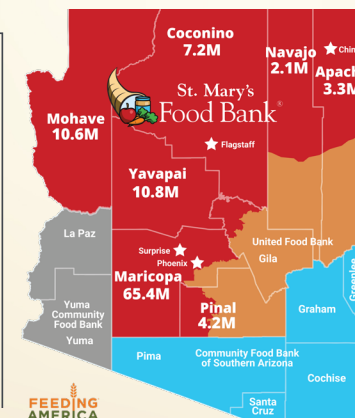 Coconino
7.2M
Navajo
2.1M
Apach
3.3M
St. Mary's
Food Bank®
Mohave
10.6M
Flagstaff
Yavapai
10.8M
La Paz
United Food Bank
Gila
Surprise
Phoenix
Maricopa
65.4M
Pinal
4.2M
Yuma
Community
Food Bank
Yuma
Greenlee
Graham
Pima
Community Food Bank
of Southern Arizona
Cochise
Santa
Cruz
FEEDING
AMERICA